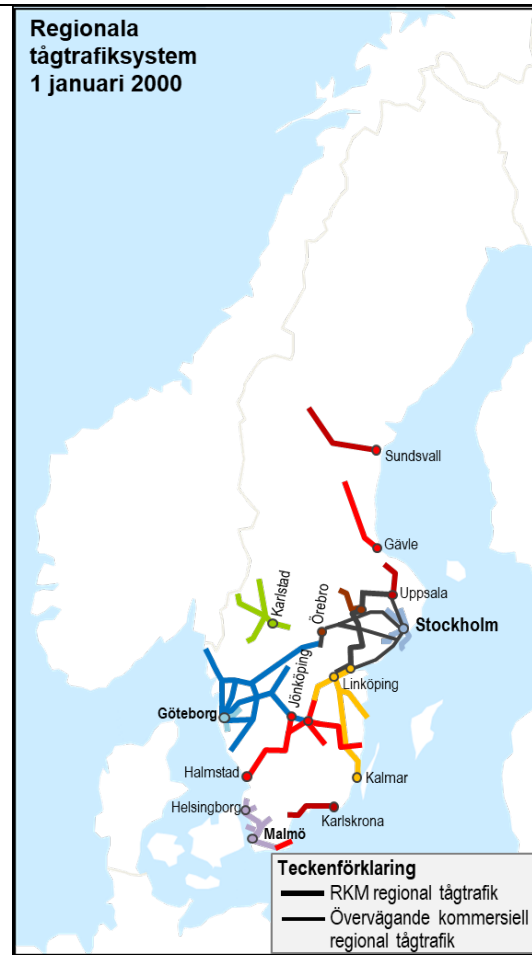 Regionala
tågtrafiksystem
1 januari 2000
Sundsvall
Gävle
Uppsala
Karlstad
Örebro
Stockholm
Jönköping
Linköping
Göteborg
Halmstad
Kalmar
Helsingborg
Karlskrona
Malmö
Teckenförklaring
RKM regional tågtrafik
Övervägande kommersiell
regional tågtrafik